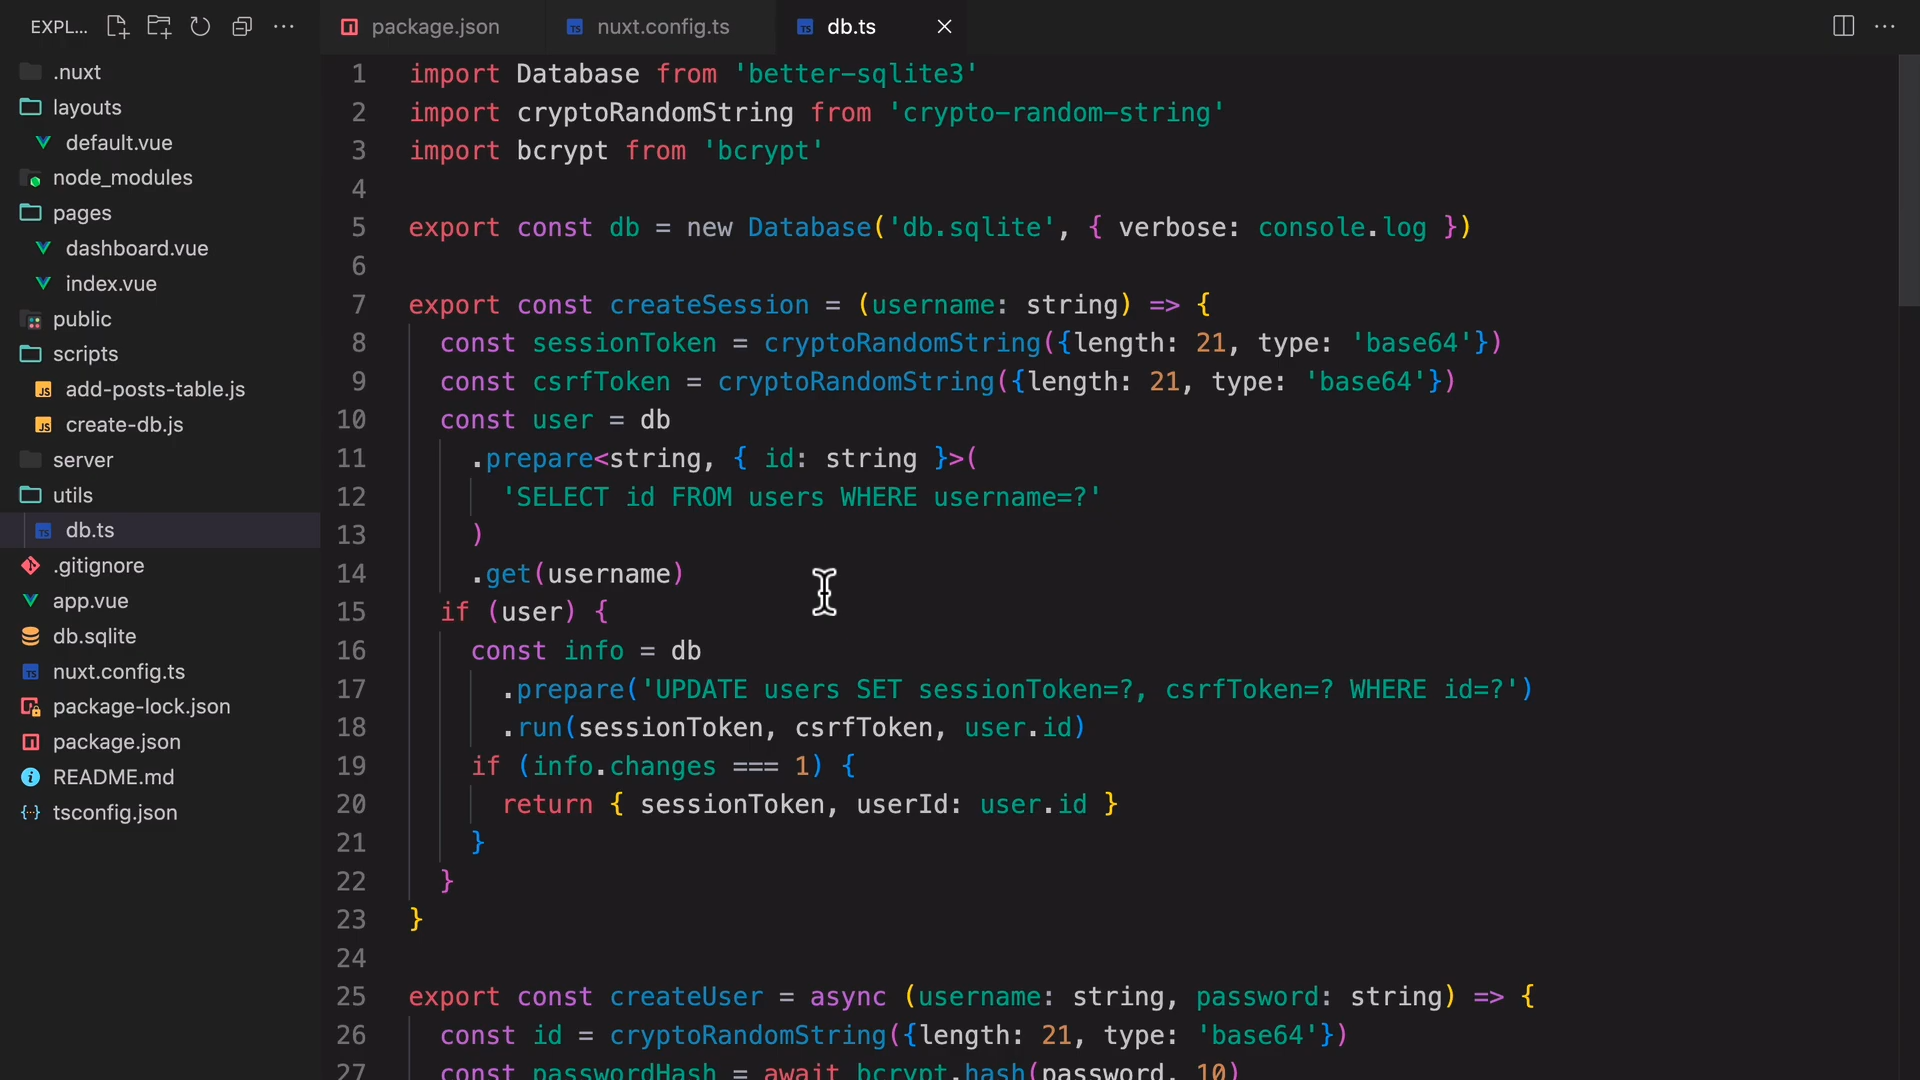 EXPL...
package.json
nuxt.config.ts
db.ts
.nuxt
layouts
default.vue
node_modules
pages
dashboard.vue
index.vue
public
scripts
add-posts-table.js
create-db.js
server
utils
db.ts
.gitignore
app.vue
db.sqlite
nuxt.config.ts
package-lock.json
package.json
README.md
tsconfig.json
1 import Database from 'better-sqlite3'
2 import cryptoRandomString from 'crypto-random-string'
3 import bcrypt from 'bcrypt'
4
5 export const db = new Database('db.sqlite', { verbose: console.log })
6
7 export const createSession = (username: string) => {
8 const sessionToken = cryptoRandomString({length: 21, type: 'base64'})
9 const csrfToken = cryptoRandomString({length: 21, type: 'base64'})
10 const user = db
11 .prepare<string, { id: string }>(
12 'SELECT id FROM users WHERE username=?'
13 )
14 .get(username)
15 if (user) {
16 const info = db
17 .prepare('UPDATE users SET sessionToken=?, csrfToken=? WHERE id=?')
18 .run(sessionToken, csrfToken, user.id)
19 if (info.changes === 1) {
20 return { sessionToken, userId: user.id }
21 }
22 }
23 }
24
25 export const createUser = async (username: string, password: string) => {
26 const id = cryptoRandomString({length: 21, type: 'base64'})
27 const passwordHash = await bcrypt.hash(password, 10)